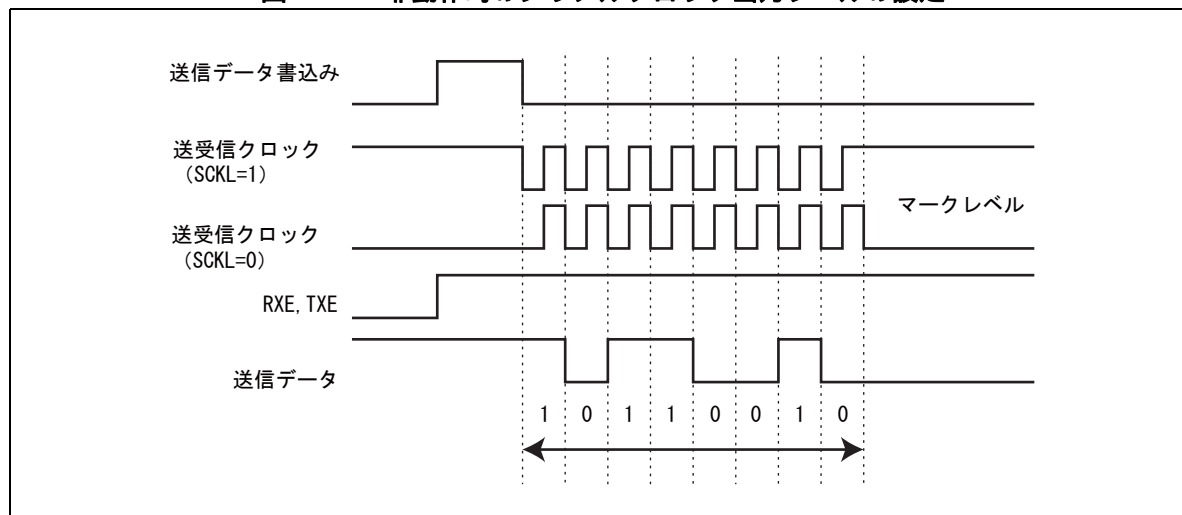 送信データ書込み
送受信クロック
(SCKL=1)
マークレベル
送受信クロック
(SCKL=0)
RXE, TXE
送信データ
1 0 1 1 0 0 1 0